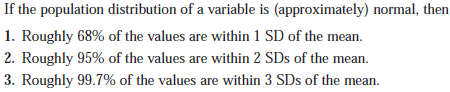 If the population distribution of a variable is (approximately) normal, then
1. Roughly 68% of the values are within 1 SD of the mean.
2. Roughly 95% of the values are within 2 SDs of the mean.
3. Roughly 99.7% of the values are within 3 SDs of the mean.